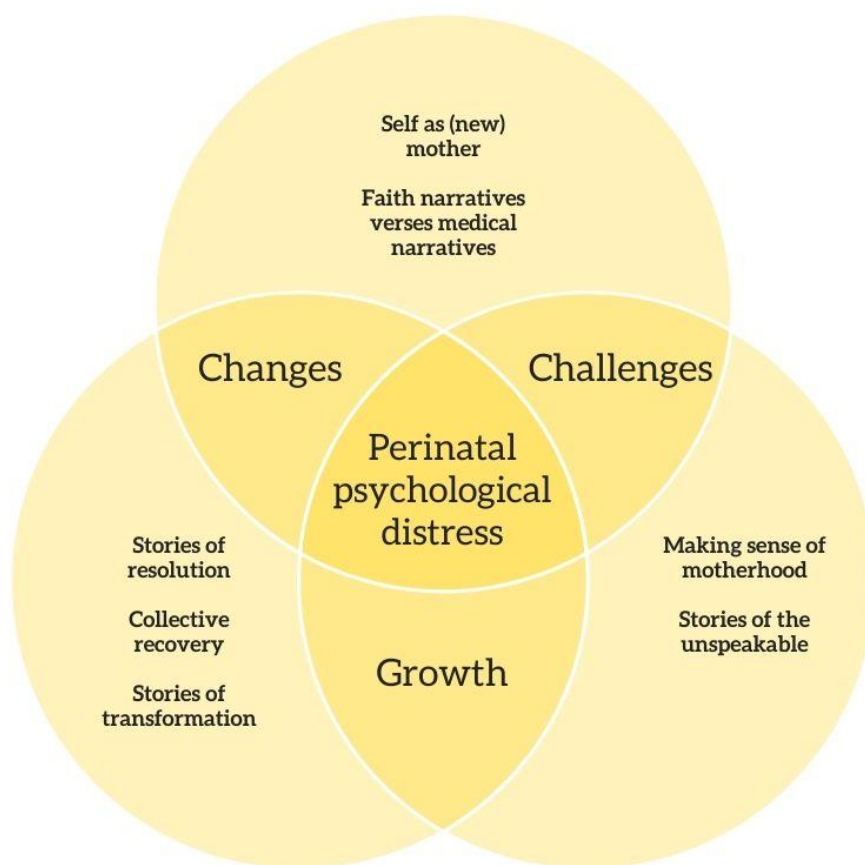 Self as (new)
mother
Faith narratives
verses medical
narratives
Changes
Challenges
Perinatal
psychological
distress
Stories of
resolution
Collective
recovery
Stories of
transformation
Making sense of
motherhood
Stories of the
unspeakable
Growth